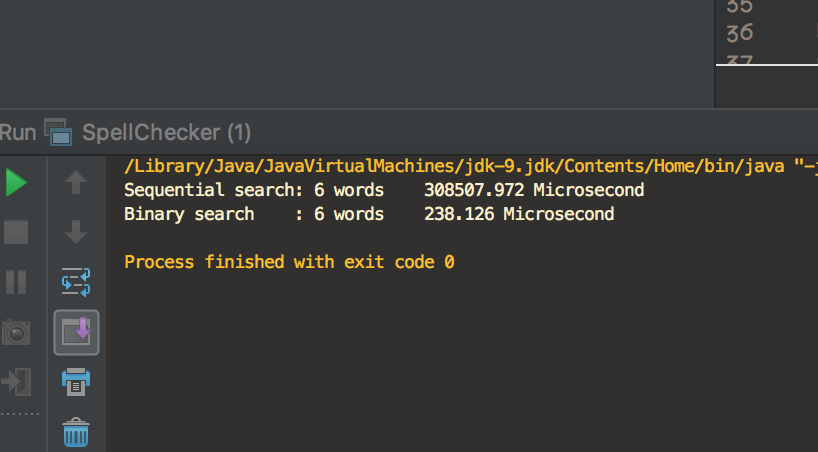 35
36
37
Run SpellChecker (1)
/Library/Java/JavaVirtualMachines/jdk-9.jdk/Contents/Home/bin/java "-j
Sequential search: 6 words    308507.972 Microsecond
Binary search    : 6 words    238.126 Microsecond
Process finished with exit code 0